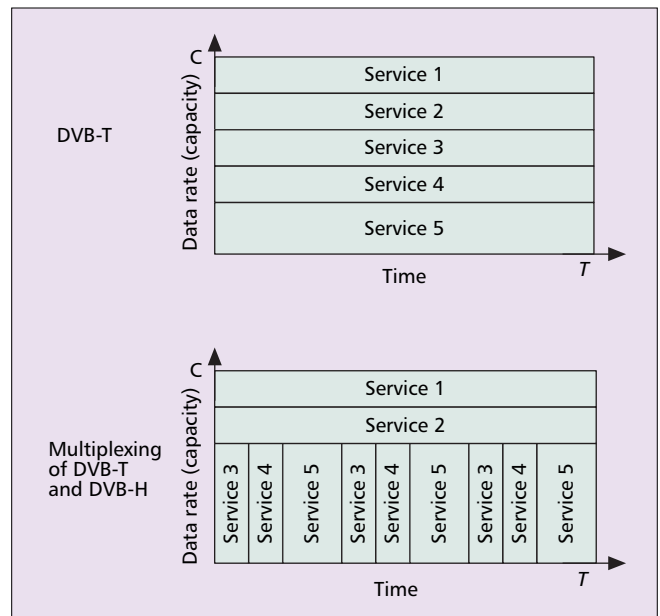 DVB-T
Data rate (capacity)
C
Service 1
Service 2
Service 3
Service 4
Service 5
Time
T
Multiplexing
of DVB-T
and DVB-H
Data rate (capacity)
C
Service 1
Service 2
Service 3
Service 4
Service 5
Service 3
Service 4
Service 5
Service 3
Service 4
Service 5
Time
T